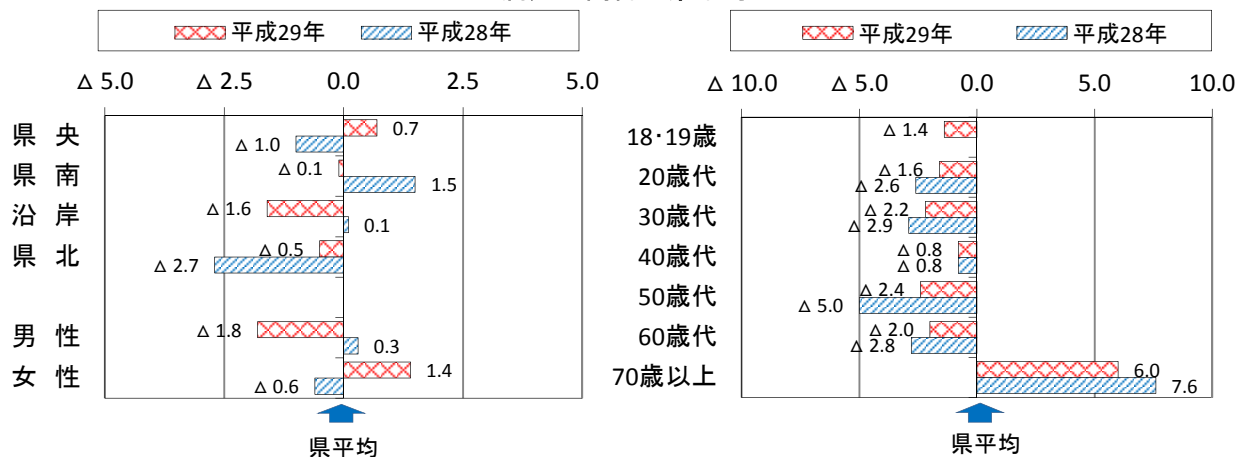 平成29年 平成28年
△ 5.0 △ 2.5 0.0 2.5 5.0
県 央 0.7
△ 1.0
県 南 △ 0.1
1.5
沿 岸 △ 1.6
0.1
県 北 △ 0.5
△ 2.7
男 性 △ 1.8
0.3
女 性 1.4
△ 0.6
県平均
平成29年 平成28年
△ 10.0 △ 5.0 0.0 5.0 10.0
18・19歳 △ 1.4
20歳代 △ 1.6
△ 2.6
30歳代 △ 2.2
△ 2.9
40歳代 △ 0.8
△ 0.8
50歳代 △ 2.4
△ 5.0
60歳代 △ 2.0
△ 2.8
70歳以上 6.0
7.6
県平均